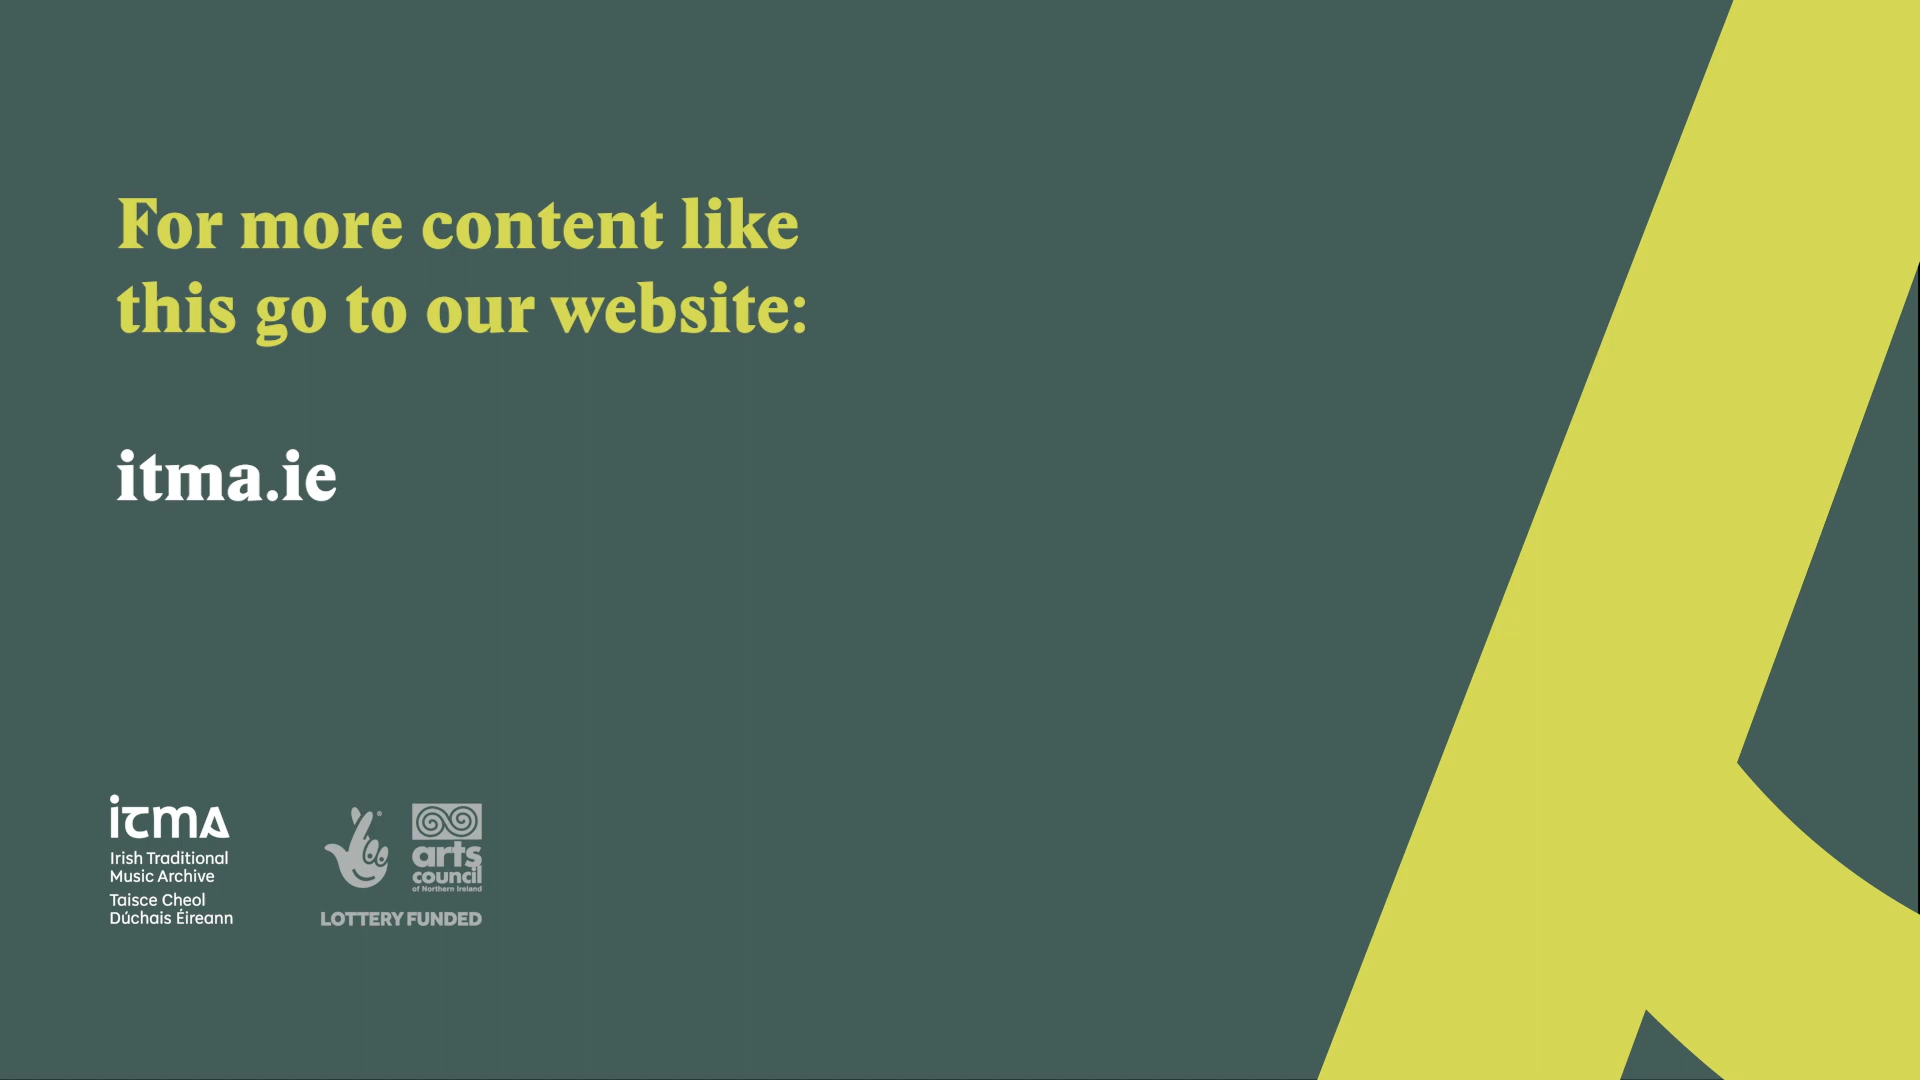 For more content like
this go to our website:
itma.ie
itma
Irish Traditional
Music Archive
Taisce Cheol
Dúchais Éireann
arts
council
of Northern Ireland
LOTTERY FUNDED